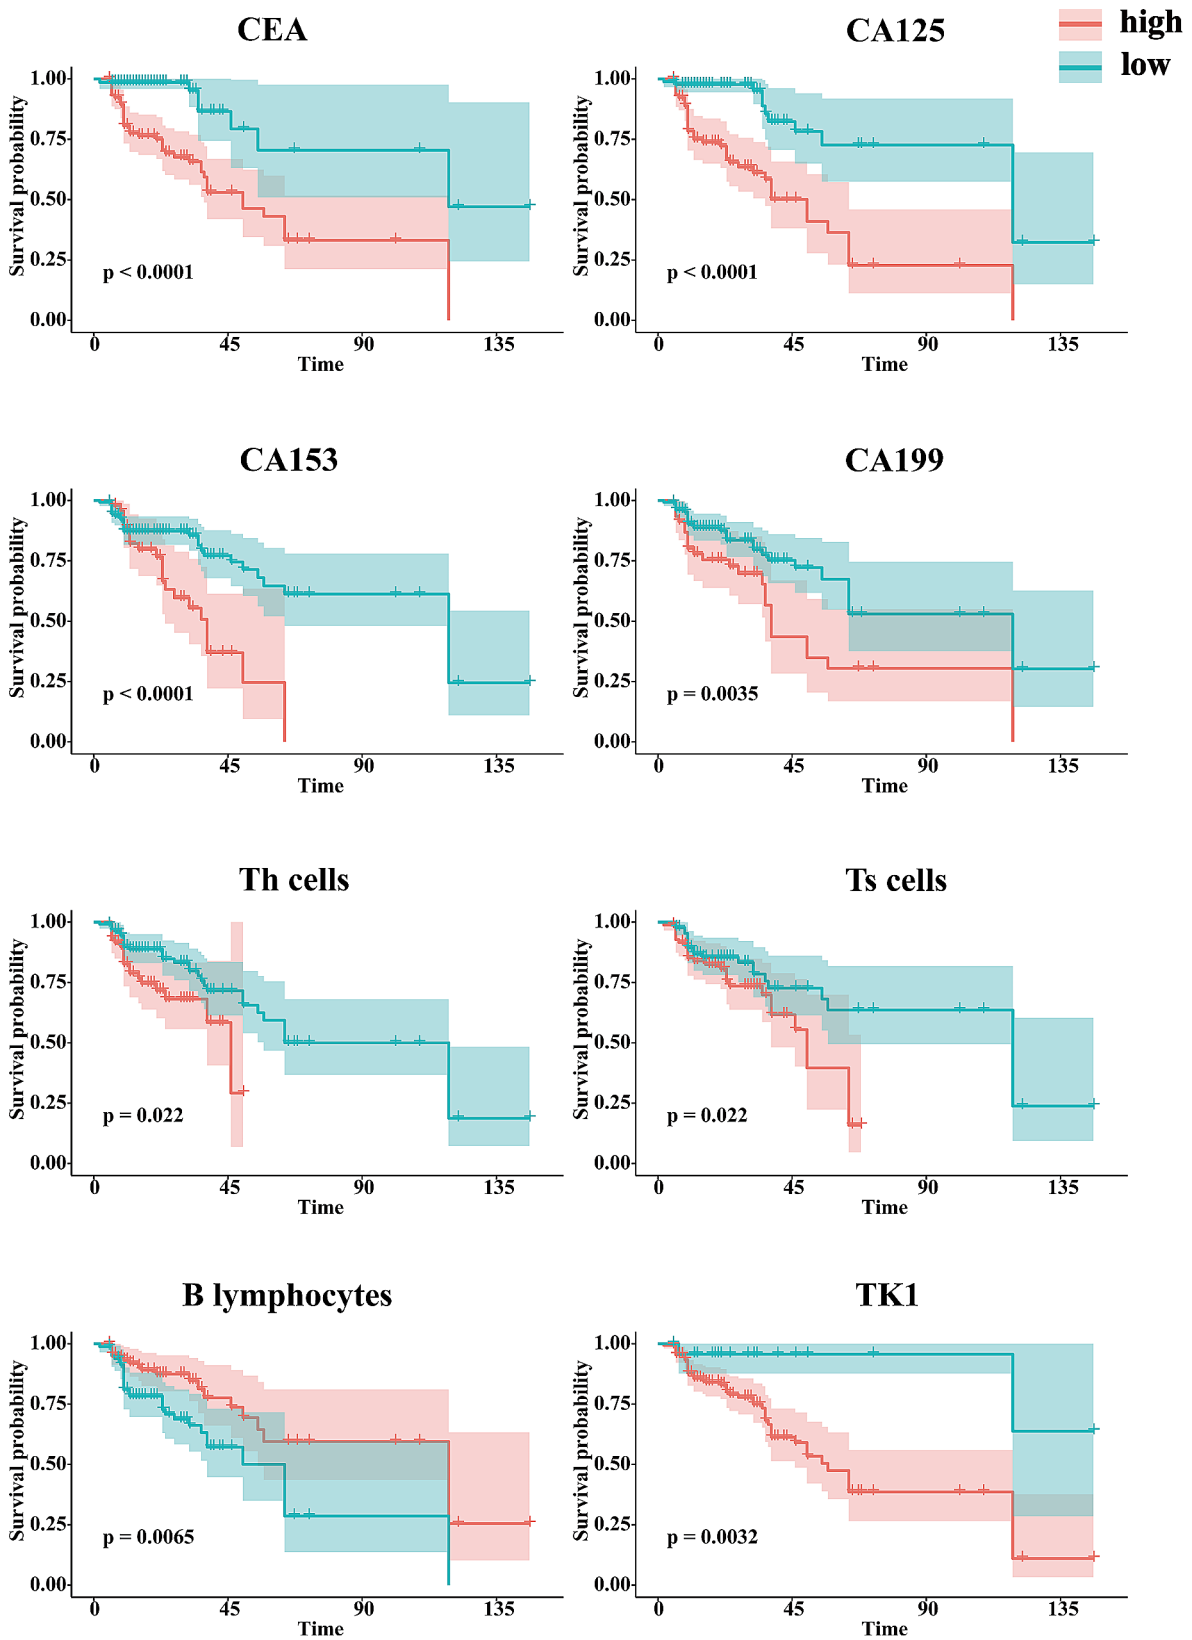 CEA
CA125
high
low
Survival probability
1.00
0.75
0.50
0.25
0.00
p < 0.0001
0 45 90 135
Time
Survival probability
1.00
0.75
0.50
0.25
0.00
p < 0.0001
0 45 90 135
Time
CA153
CA199
Survival probability
1.00
0.75
0.50
0.25
0.00
p < 0.0001
0 45 90 135
Time
Survival probability
1.00
0.75
0.50
0.25
0.00
p = 0.0035
0 45 90 135
Time
Th cells
Ts cells
Survival probability
1.00
0.75
0.50
0.25
0.00
p = 0.022
0 45 90 135
Time
Survival probability
1.00
0.75
0.50
0.25
0.00
p = 0.022
0 45 90 135
Time
B lymphocytes
TK1
Survival probability
1.00
0.75
0.50
0.25
0.00
p = 0.0065
0 45 90 135
Time
Survival probability
1.00
0.75
0.50
0.25
0.00
p = 0.0032
0 45 90 135
Time